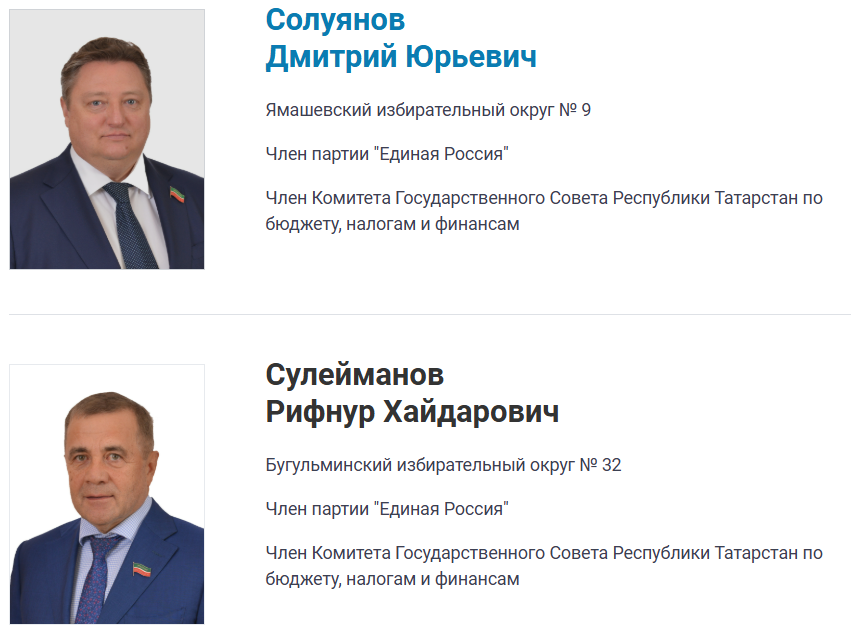 Солуянов
Дмитрий Юрьевич
Ямашевский избирательный округ № 9
Член партии "Единая Россия"
Член Комитета Государственного Совета Республики Татарстан по
бюджету, налогам и финансам
Сулейманов
Рифнур Хайдарович
Бугульминский избирательный округ № 32
Член партии "Единая Россия"
Член Комитета Государственного Совета Республики Татарстан по
бюджету, налогам и финансам